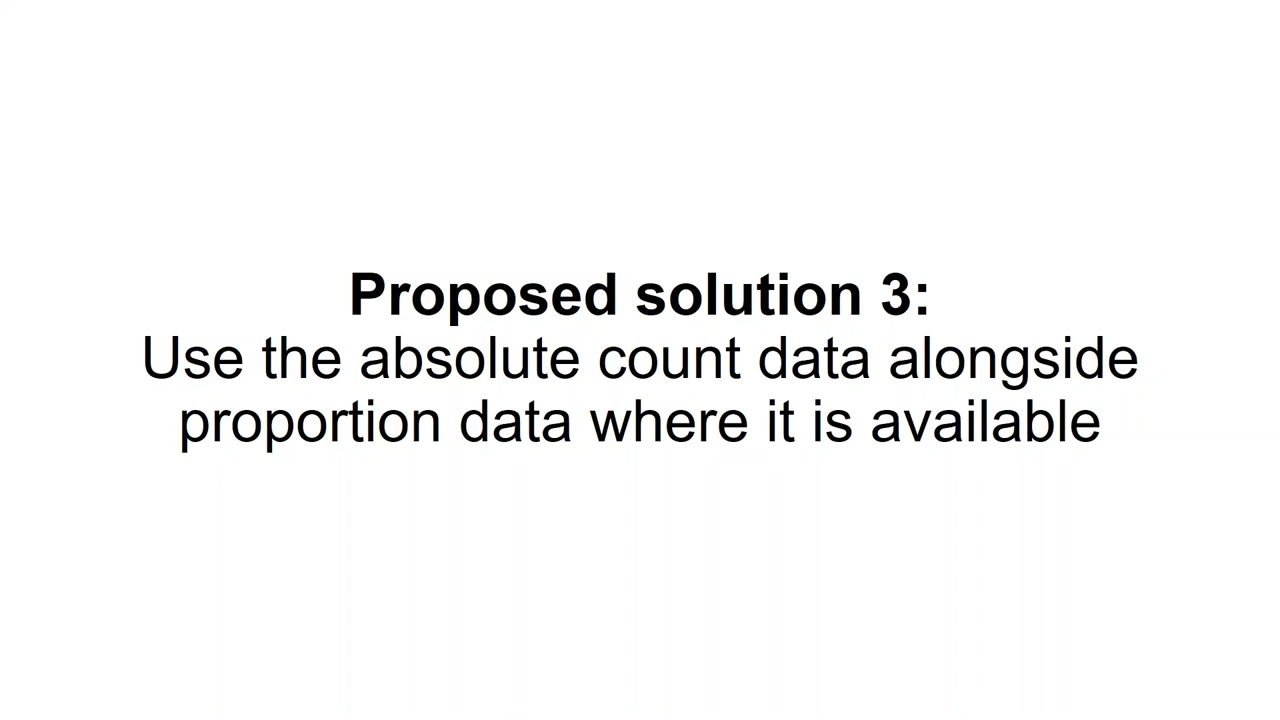 Proposed solution 3:
Use the absolute count data alongside
proportion data where it is available